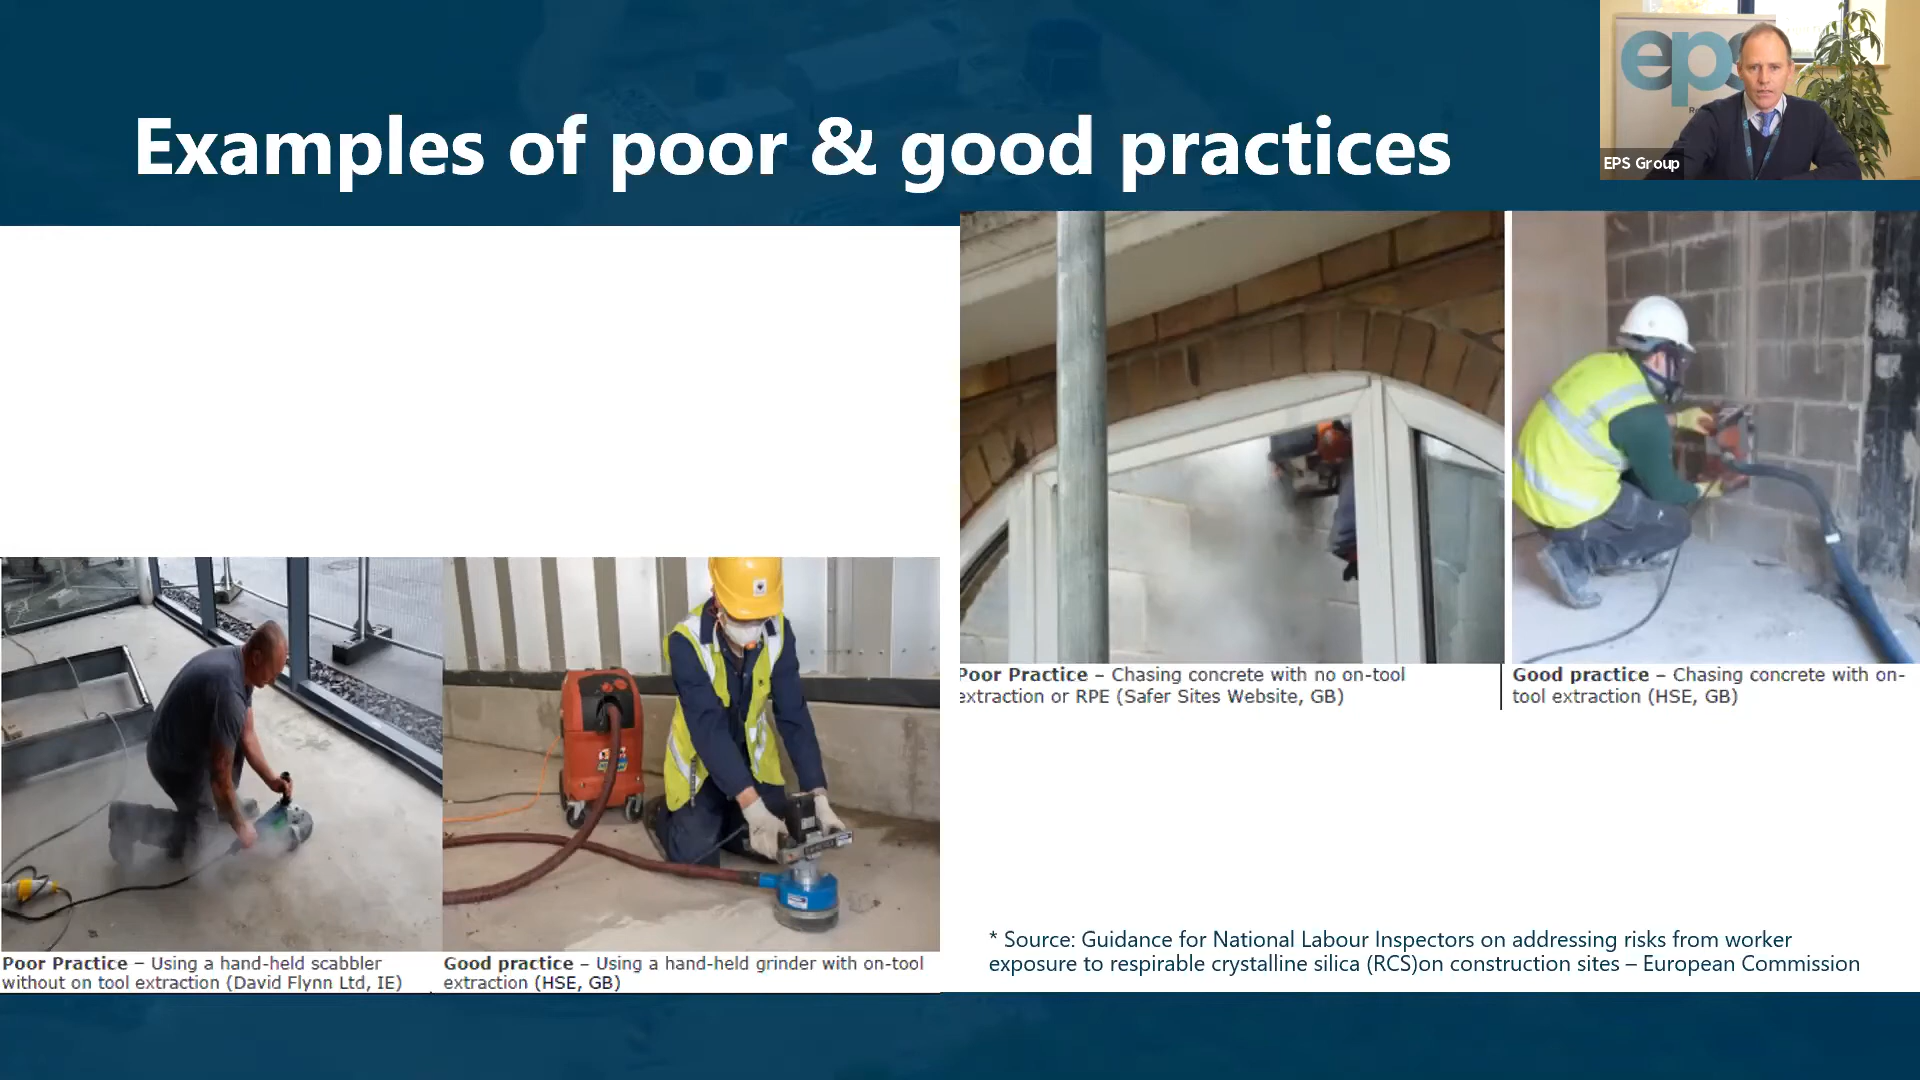 Examples of poor & good practices
eps
EPS Group
Poor Practice – Chasing concrete with no on-tool
extraction or RPE (Safer Sites Website, GB)
Good practice – Chasing concrete with on-
tool extraction (HSE, GB)
Poor Practice – Using a hand-held scabbler
without on tool extraction (David Flynn Ltd, IE)
Good practice – Using a hand-held grinder with on-tool
extraction (HSE, GB)
* Source: Guidance for National Labour Inspectors on addressing risks from worker
exposure to respirable crystalline silica (RCS)on construction sites – European Commission